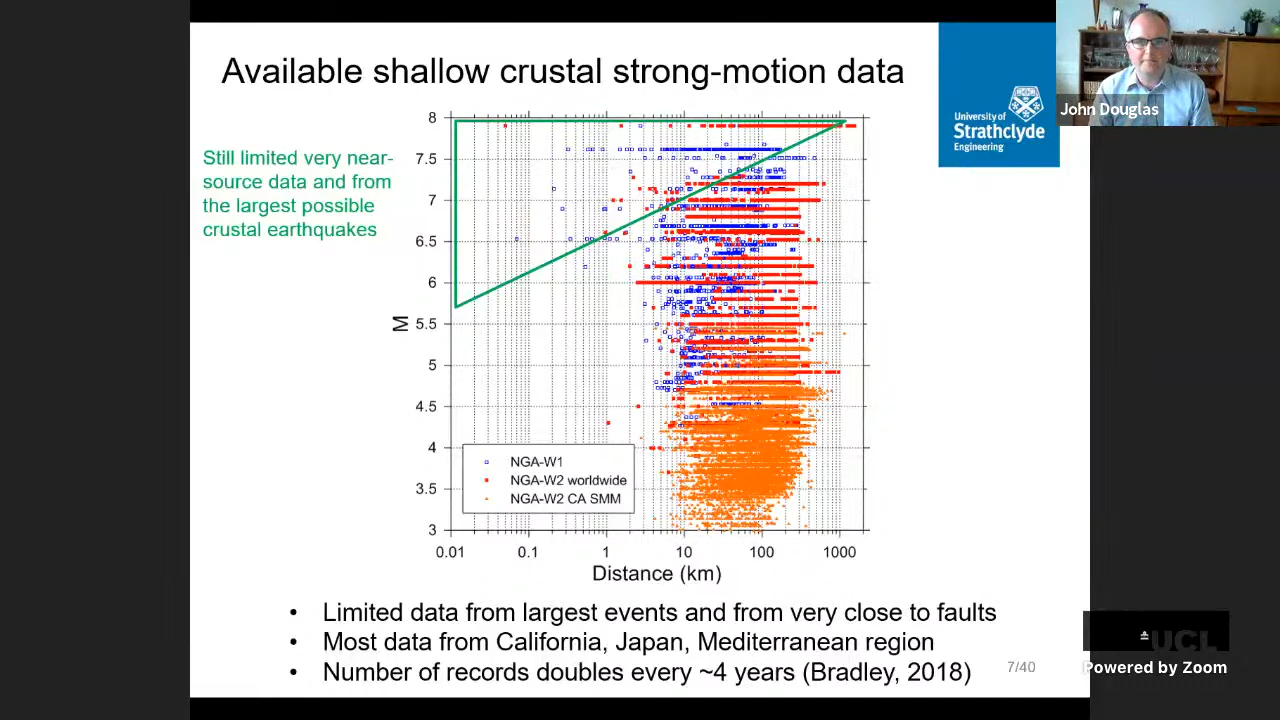 Available shallow crustal strong-motion data
University of
Strathclyde
Engineering
John Douglas
Still limited very near-
source data and from
the largest possible
crustal earthquakes
8
7.5
7
6.5
6
5.5
5
4.5
4
3.5
3
M
NGA-W1
NGA-W2 worldwide
NGA-W2 CA SMM
0.01 0.1 1 10 100 1000
Distance (km)
• Limited data from largest events and from very close to faults
• Most data from California, Japan, Mediterranean region
• Number of records doubles every ~4 years (Bradley, 2018)
7/40
UCL
Powered by Zoom